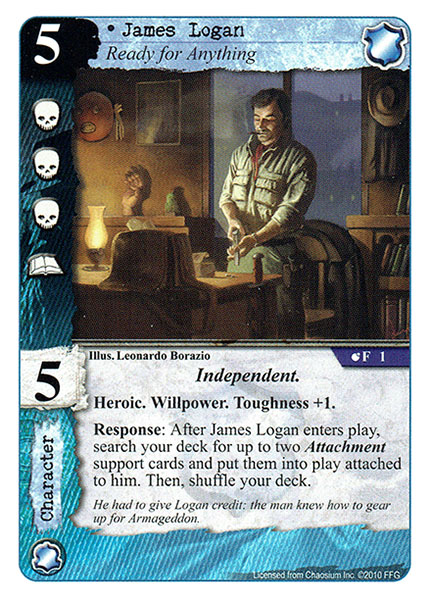 5
• James Logan
Ready for Anything
Illus. Leonardo Borazio
F 1
5
Character
Independent.
Heroic. Willpower. Toughness +1.
Response: After James Logan enters play,
search your deck for up to two Attachment
support cards and put them into play attached
to him. Then, shuffle your deck.
He had to give Logan credit: the man knew how to gear
up for Armageddon.
Licensed from Chaosium Inc. ©2010 FFG